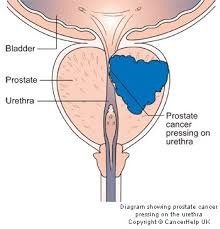 Bladder
Prostate
Urethra
Prostate
cancer
pressing on
urethra
Diagram showing prostate cancer
pressing on the urethra
Copyright © CancerHelp UK